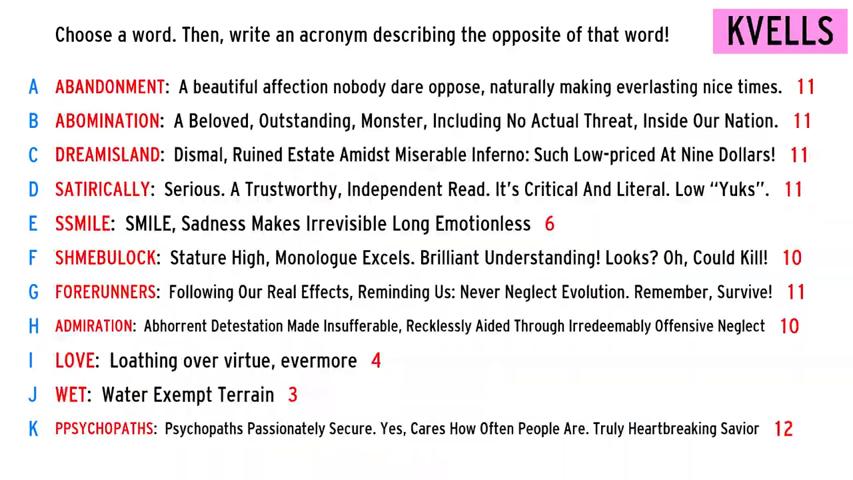 Choose a word. Then, write an acronym describing the opposite of that word!
KVELLS
A ABANDONMENT: A beautiful affection nobody dare oppose, naturally making everlasting nice times. 11
B ABOMINATION: A Beloved, Outstanding, Monster, Including No Actual Threat, Inside Our Nation. 11
C DREAMISLAND: Dismal, Ruined Estate Amidst Miserable Inferno: Such Low-priced At Nine Dollars! 11
D SATIRICALLY: Serious. A Trustworthy, Independent Read. It's Critical And Literal. Low “Yuks”. 11
E SSMILE: SMILE, Sadness Makes Irrevisible Long Emotionless 6
F SHMEBULOCK: Stature High, Monologue Excels. Brilliant Understanding! Looks? Oh, Could Kill! 10
G FORERUNNERS: Following Our Real Effects, Reminding Us: Never Neglect Evolution. Remember, Survive! 11
H ADMIRATION: Abhorrent Detestation Made Insufferable, Recklessly Aided Through Irredeemably Offensive Neglect 10
I LOVE: Loathing over virtue, evermore 4
J WET: Water Exempt Terrain 3
K PPSYCHOPATHS: Psychopaths Passionately Secure. Yes, Cares How Often People Are. Truly Heartbreaking Savior 12